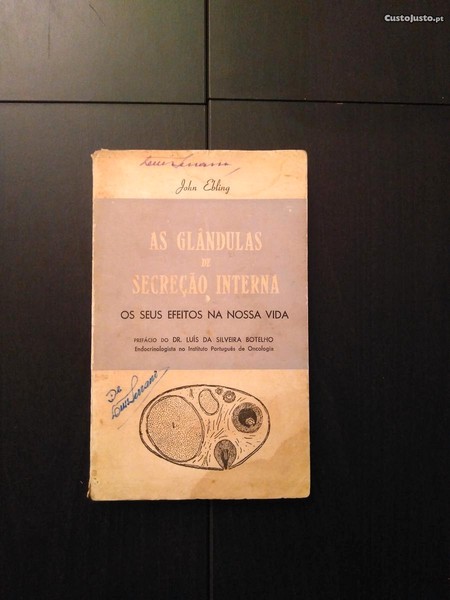 CustoJusto.pt
John Ebling
AS GLÂNDULAS
DE
SECREÇÃO INTERNA
OS SEUS EFEITOS NA NOSSA VIDA
PREFÁCIO DO DR. LUÍS DA SILVEIRA BOTELHO
Endocrinologista no Instituto Português de Oncologia